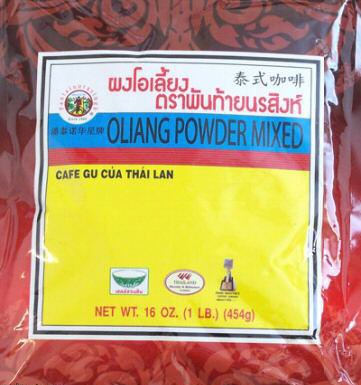 ผงโอเลี้ยง
泰式咖啡
ตราพันท้ายนรสิงห์
OLIANG POWDER MIXED
CAFE GU CỦA THÁI LAN
THAILAND
NET WT. 16 OZ. (1 LB.) (454g)